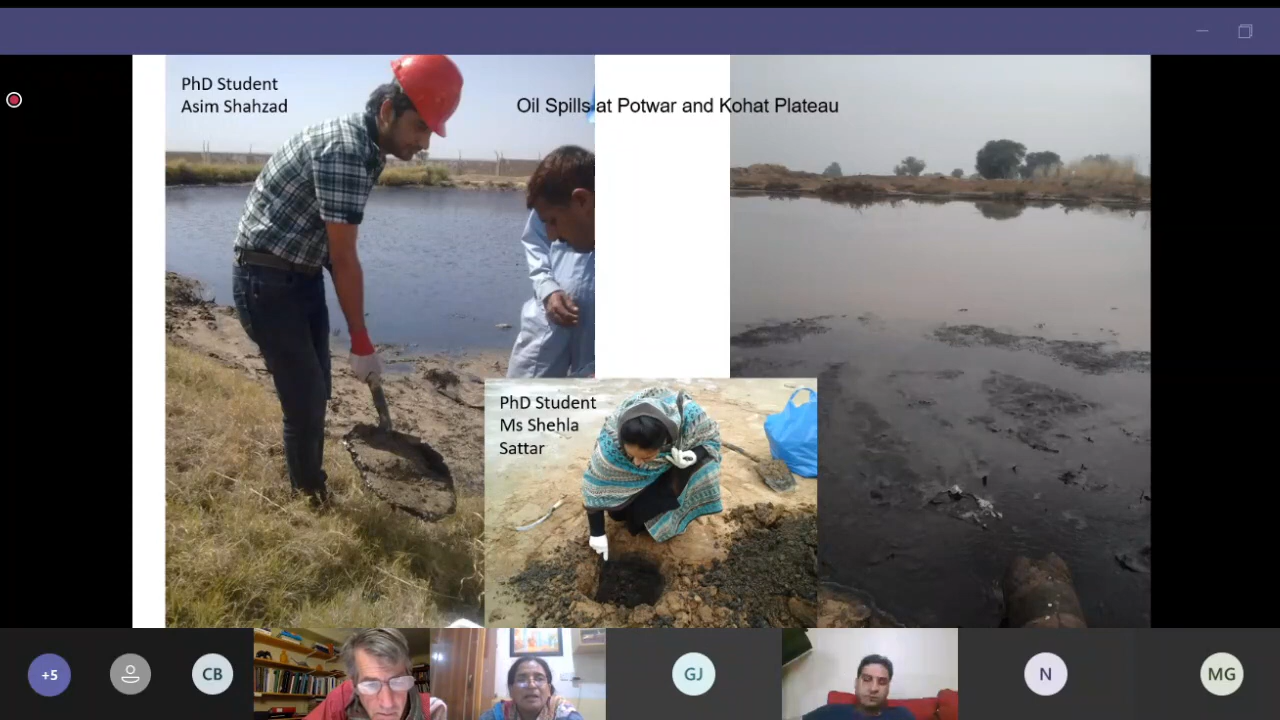 PhD Student
Asim Shahzad
Oil Spills at Potwar and Kohat Plateau
PhD Student
Ms Shehla
Sattar
+5
CB
GJ
N
MG